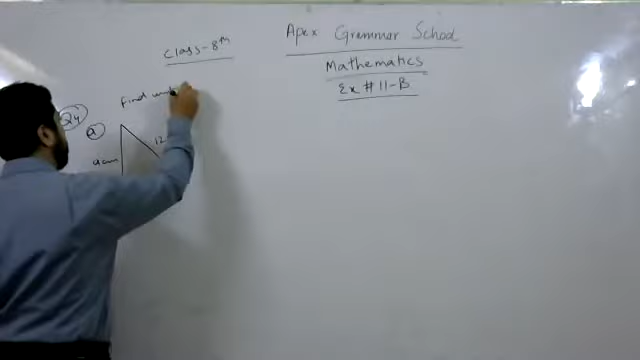 Class-8th
Apex Grammar School
Mathematics
Ex # 11-B
Find
Q4
a
12